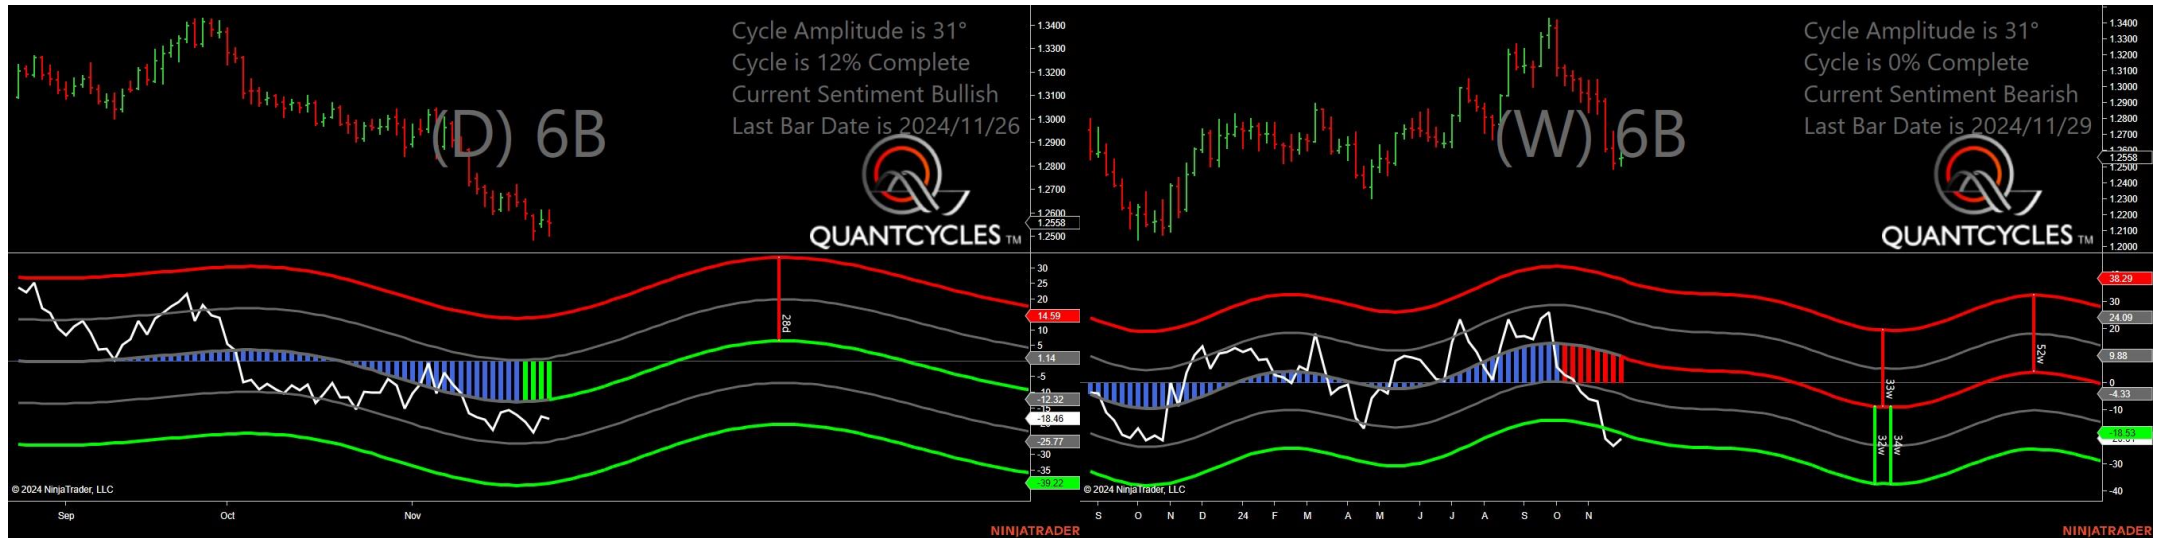 Cycle Amplitude is 31°
Cycle is 12% Complete
Current Sentiment Bullish
Last Bar Date is 2024/11/26
(D) 6B
QUANTCYCLES TM
1.3400
1.3200
1.3100
1.3000
1.2900
1.2800
1.2700
1.2600
1.2558
1.2500
30
25
20
14.59
10
5
1.14
-5
-12.32
-18.46
-25.77
-30
-35
-39.22
28d
© 2024 NinjaTrader, LLC
Sep Oct Nov
NINJATRADER
Cycle Amplitude is 31°
Cycle is 0% Complete
Current Sentiment Bearish
Last Bar Date is 2024/11/29
(W) 6B
QUANTCYCLES TM
1.3400
1.3300
1.3200
1.3100
1.2900
1.2800
1.2700
1.2558
1.2500
1.2400
1.2300
1.2200
1.2100
1.2000
38.29
30
24.09
20
9.88
0
-4.33
-10
-18.53
-30
-40
33w
32w
34w
52w
© 2024 NinjaTrader, LLC
S O N D 24 F M A M J J A S O N
NINJATRADER